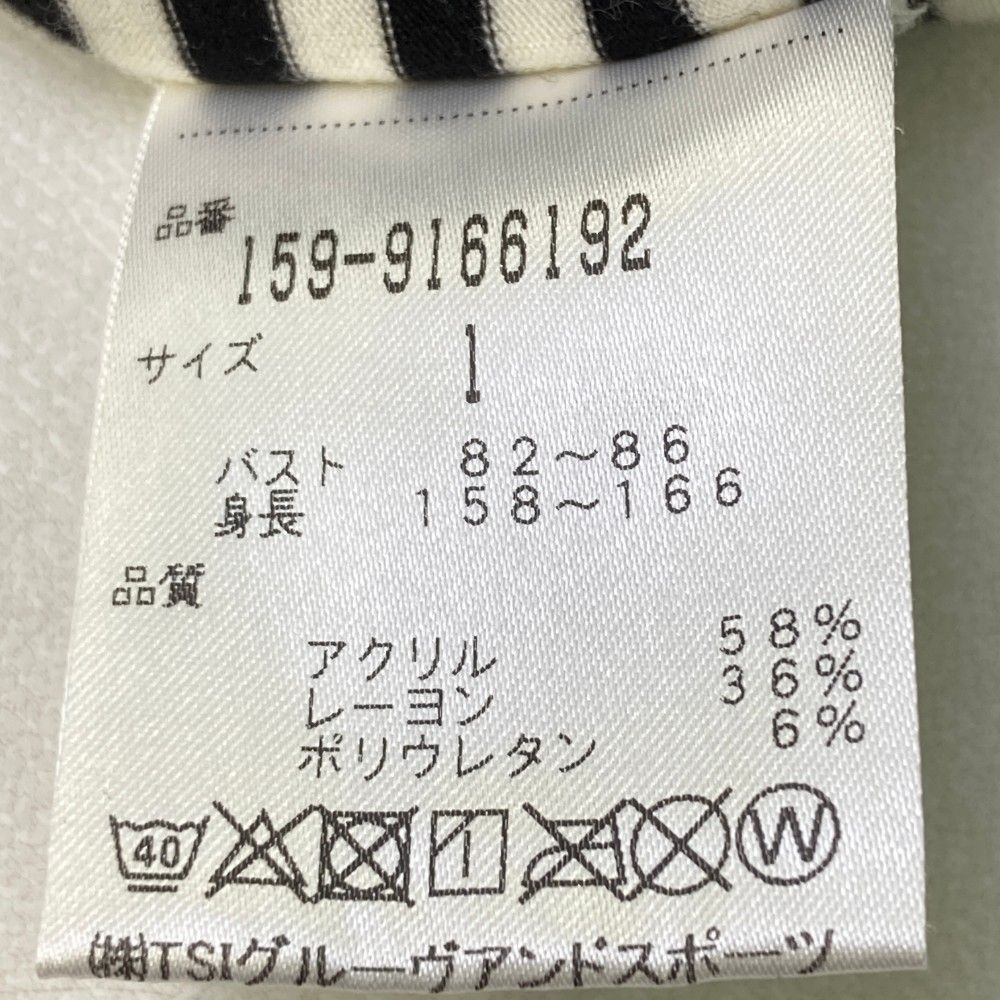 品番 159-9166192
サイズ 1
バスト 82～86
身長 158～166
品質
アクリル 58%
レーヨン 36%
ポリウレタン 6%
40 W
(株)TSIグルーヴアンドスポーツ